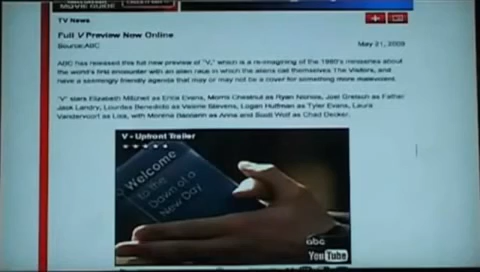 MOVIE GUIDE
TV News
Full V Preview Now Online
Source:ABC May 21, 2009
ABC has released this full new preview of "V," which is a re-imagining of the 1980's miniseries about
the world's first encounter with an alien race in which the aliens call themselves The Visitors, and
have a seemingly friendly agenda that may or may not be a cover for something more malevolent.
"V" stars Elizabeth Mitchell as Erica Evans, Morris Chestnut as Ryan Nichols, Joel Gretsch as Father
Jack Landry, Lourdes Benedicto as Valerie Stevens, Logan Huffman as Tyler Evans, Laura
Vandervoort as Lisa, with Morena Baccarin as Anna and Scott Wolf as Chad Decker.
V - Upfront Trailer
Welcome
to the
Dawn of a
New Day
abc
YouTube